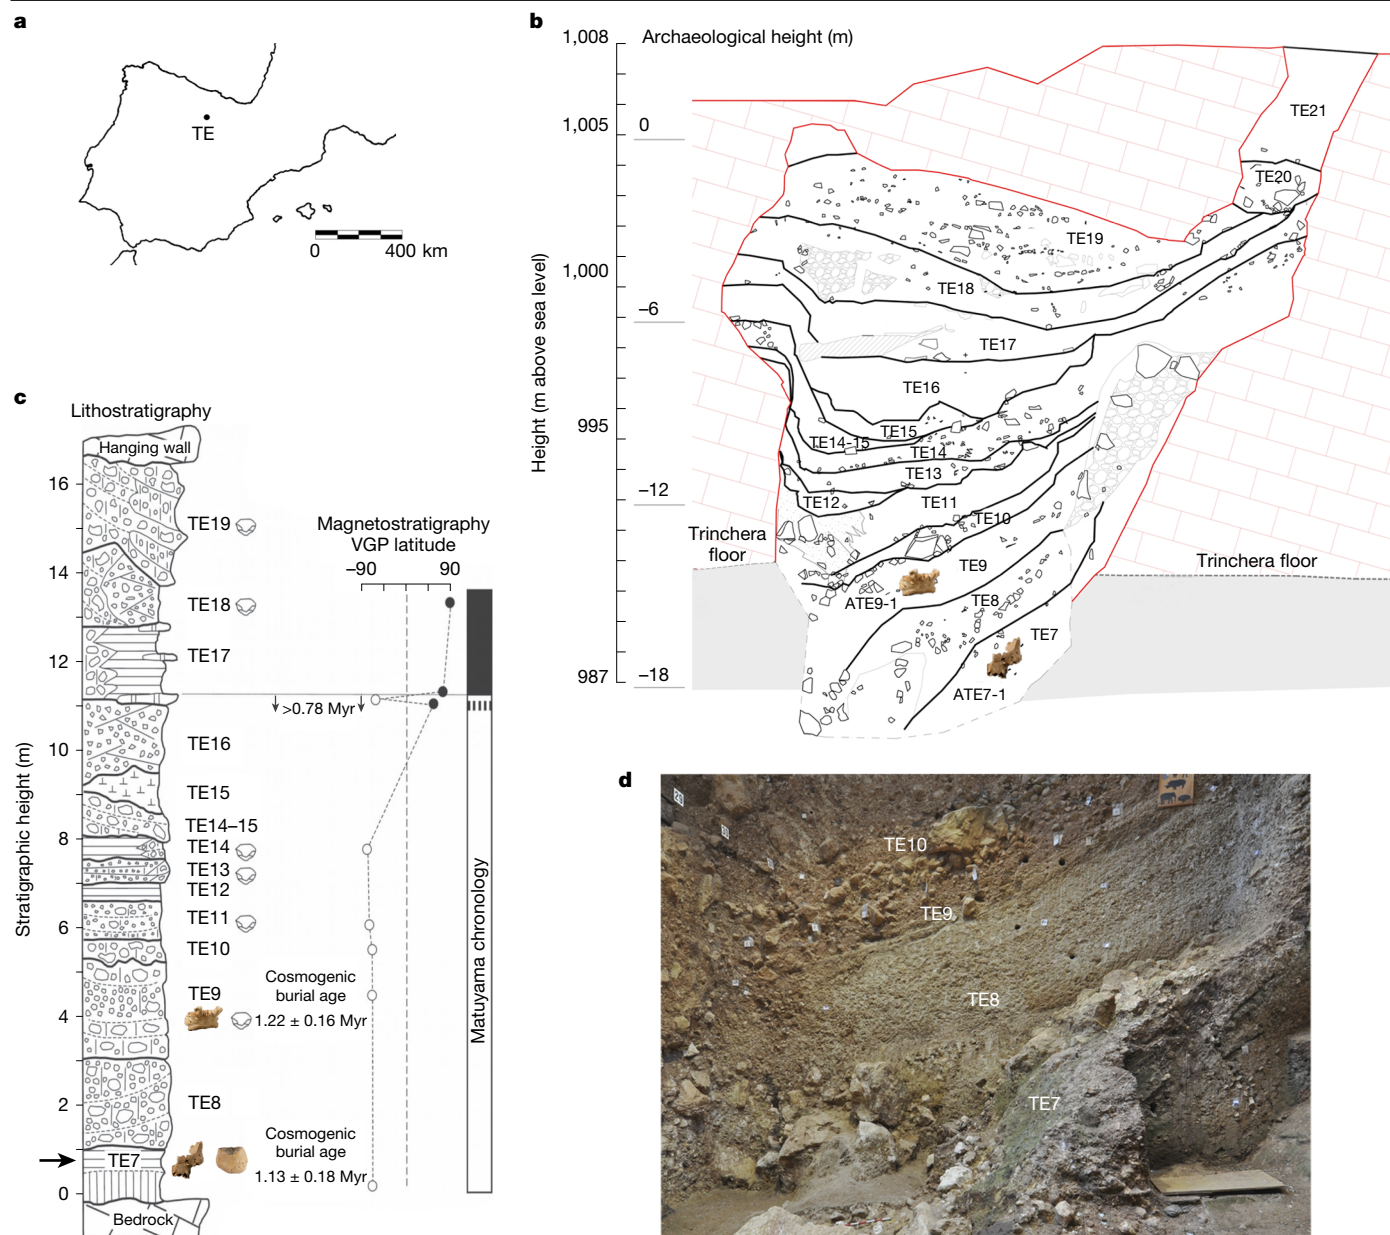 a
TE
0
400 km
b
1,008
Archaeological height (m)
1,005
0
1,000
−6
995
−12
987
−18
Height (m above sea level)
TE21
TE20
TE19
TE18
TE17
TE16
TE15
TE14-15
TE14
TE13
TE12
TE11
TE10
TE9
ATE9-1
TE8
TE7
ATE7-1
Trinchera
floor
Trinchera floor
c
Lithostratigraphy
Hanging wall
16
14
12
10
8
6
4
2
0
Stratigraphic height (m)
TE19
TE18
TE17
TE16
TE15
TE14–15
TE14
TE13
TE12
TE11
TE10
TE9
TE8
TE7
Bedrock
Magnetostratigraphy
VGP latitude
−90
90
>0.78 Myr
Cosmogenic
burial age
1.22 ± 0.16 Myr
Cosmogenic
burial age
1.13 ± 0.18 Myr
Matuyama chronology
d
TE10
TE9
TE8
TE7